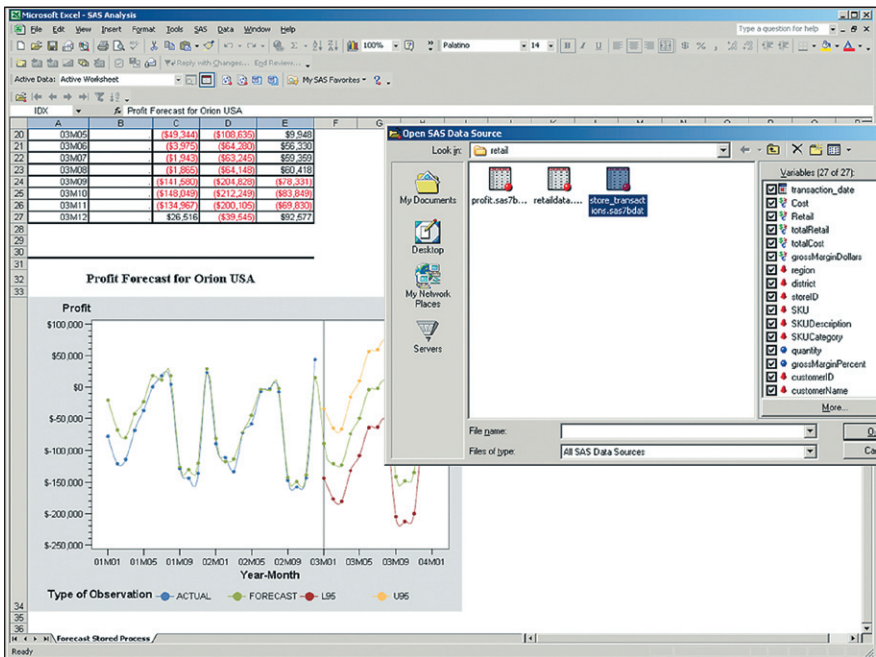 Microsoft Excel - SAS Analysis
File Edit View Insert Format Tools SAS Data Window Help
Type a question for help
100%
Palatino
14
Reply with Changes... End Review...
Active Data: Active Worksheet
My SAS Favorites
IDX
fx Profit Forecast for Orion USA
A B C D E F G
20 03M05 . ($49,344) ($108,635) $9,948
21 03M06 . ($3,975) ($64,280) $56,330
22 03M07 . ($1,943) ($63,245) $59,359
23 03M08 . ($1,865) ($64,148) $60,418
24 03M09 . ($141,580) ($204,828) ($78,331)
25 03M10 . ($148,049) ($212,249) ($83,849)
26 03M11 . ($134,967) ($200,105) ($69,830)
27 03M12 . $26,516 ($39,545) $92,577
28
29
30
31
32
33
34
35
36
Profit Forecast for Orion USA
Profit
$100,000
$50,000
$0
$-50,000
$-100,000
$-150,000
$-200,000
$-250,000
01M01 01M05 01M09 02M01 02M05 02M09 03M01 03M05 03M09 04M01
Year-Month
Type of Observation ACTUAL FORECAST L95 U95
Forecast Stored Process
Ready
Open SAS Data Source
Look in: retail
My Documents
Desktop
My Network Places
Servers
profit.sas7b...
retaildata....
store_transact
ions.sas7bdat
Variables (27 of 27):
transaction_date
Cost
Retail
totalRetail
totalCost
grossMarginDollars
region
district
storeID
SKU
SKUDescription
SKUCategory
quantity
grossMarginPercent
customerID
customerName
More...
File name:
Files of type: All SAS Data Sources